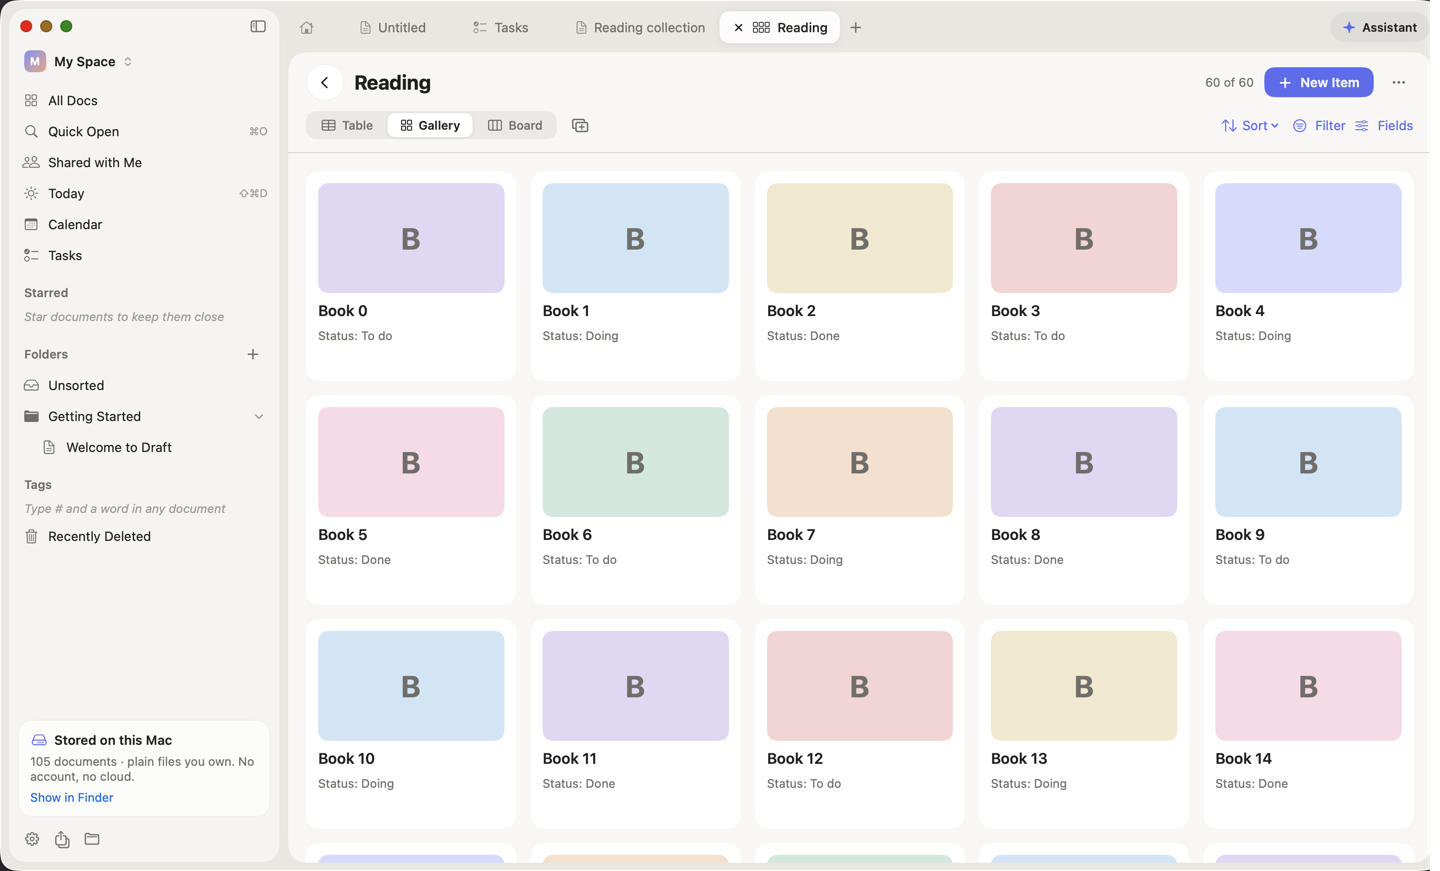 Untitled
Tasks
Reading collection
Reading
Assistant
M My Space
All Docs
Quick Open ⌘O
Shared with Me
Today ⇧⌘D
Calendar
Tasks
Starred
Star documents to keep them close
Folders
Unsorted
Getting Started
Welcome to Draft
Tags
Type # and a word in any document
Recently Deleted
Stored on this Mac
105 documents · plain files you own. No
account, no cloud.
Show in Finder
Reading
60 of 60
New Item
Table
Gallery
Board
Sort
Filter
Fields
B
Book 0
Status: To do
B
Book 1
Status: Doing
B
Book 2
Status: Done
B
Book 3
Status: To do
B
Book 4
Status: Doing
B
Book 5
Status: Done
B
Book 6
Status: To do
B
Book 7
Status: Doing
B
Book 8
Status: Done
B
Book 9
Status: To do
B
Book 10
Status: Doing
B
Book 11
Status: Done
B
Book 12
Status: To do
B
Book 13
Status: Doing
B
Book 14
Status: Done